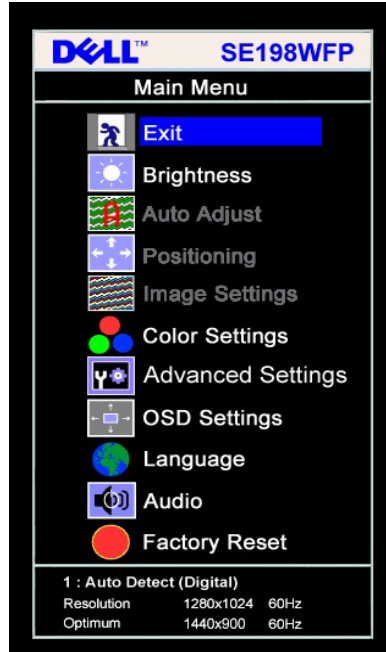 DELL™ SE198WFP
Main Menu
Exit
Brightness
A Auto Adjust
Positioning
Image Settings
Color Settings
Advanced Settings
OSD Settings
Language
Audio
Factory Reset
1 : Auto Detect (Digital)
Resolution 1280x1024 60Hz
Optimum 1440x900 60Hz